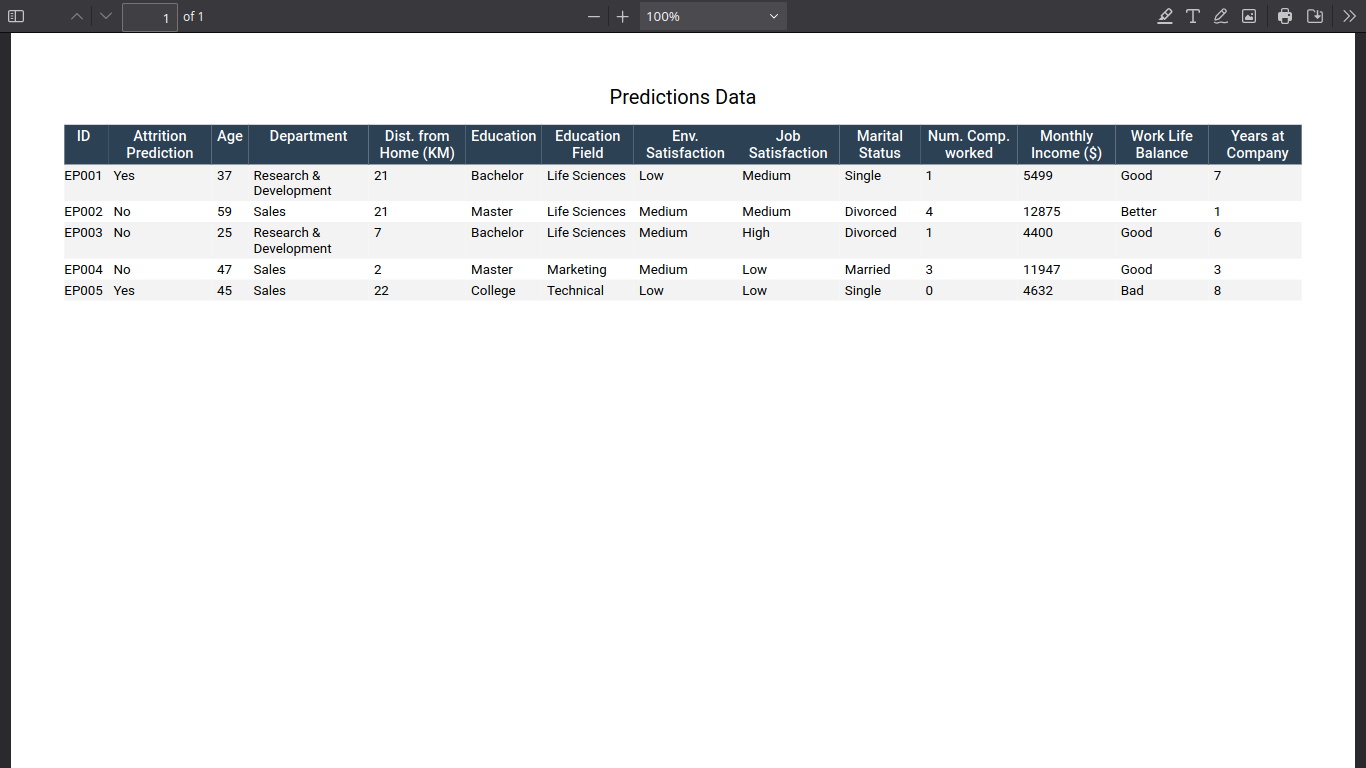 1 of 1 100%
Predictions Data
ID Attrition Age Department Dist. from Education Education Env. Job Marital Num. Comp. Monthly Work Life Years at
Prediction Home (KM) Field Satisfaction Satisfaction Status worked Income ($) Balance Company
EP001 Yes 37 Research & 21 Bachelor Life Sciences Low Medium Single 1 5499 Good 7
Development
EP002 No 59 Sales 21 Master Life Sciences Medium Medium Divorced 4 12875 Better 1
EP003 No 25 Research & 7 Bachelor Life Sciences Medium High Divorced 1 4400 Good 6
Development
EP004 No 47 Sales 2 Master Marketing Medium Low Married 3 11947 Good 3
EP005 Yes 45 Sales 22 College Technical Low Low Single 0 4632 Bad 8